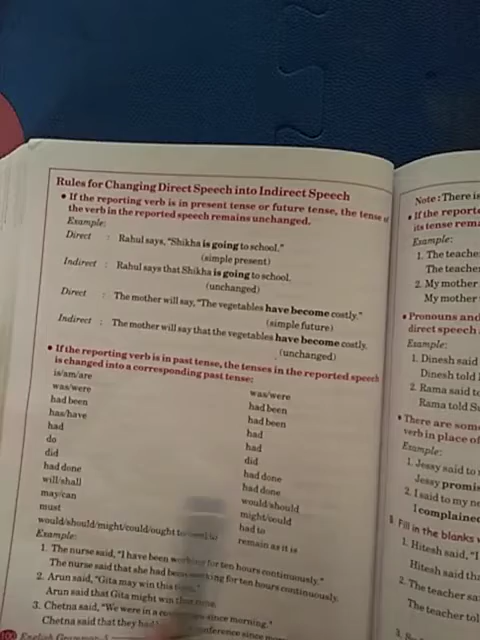 Rules for Changing Direct Speech into Indirect Speech
• If the reporting verb is in present tense or future tense, the tense of
the verb in the reported speech remains unchanged.
Example:
Direct : Rahul says, "Shikha is going to school."
(simple present)
Indirect : Rahul says that Shikha is going to school.
(unchanged)
Direct : The mother will say, "The vegetables have become costly."
(simple future)
Indirect : The mother will say that the vegetables have become costly.
(unchanged)
• If the reporting verb is in past tense, the tenses in the reported speech
is changed into a corresponding past tense:
is/am/are was/were
was/were had been
had been had been
has/have had
had had
do did
did had done
had done had done
will/shall would/should
may/can might/could
must had to
would/should/might/could/ought to remain as it is
Example:
1. The nurse said, "I have been working for ten hours continuously."
The nurse said that she had been working for ten hours continuously.
2. Arun said, "Gita may win this
Arun said that Gita might win
3. Chetna said, "We were in a since morning."
Chetna said that they had conference since
100 English Grammar
Note : There is
• If the reporte
its tense rema
Example:
1. The teache
The teache
2. My mother
My mother
• Pronouns and
direct speech
Example:
1. Dinesh said
Dinesh told
2. Rama said to
Rama told S
• There are som
verb in place of
Example:
1. Jessy said to
Jessy promis
2. I said to my n
I complained
Fill in the blanks
1. Hitesh said, "I
Hitesh said tha
2. The teacher sa
The teacher told
3.